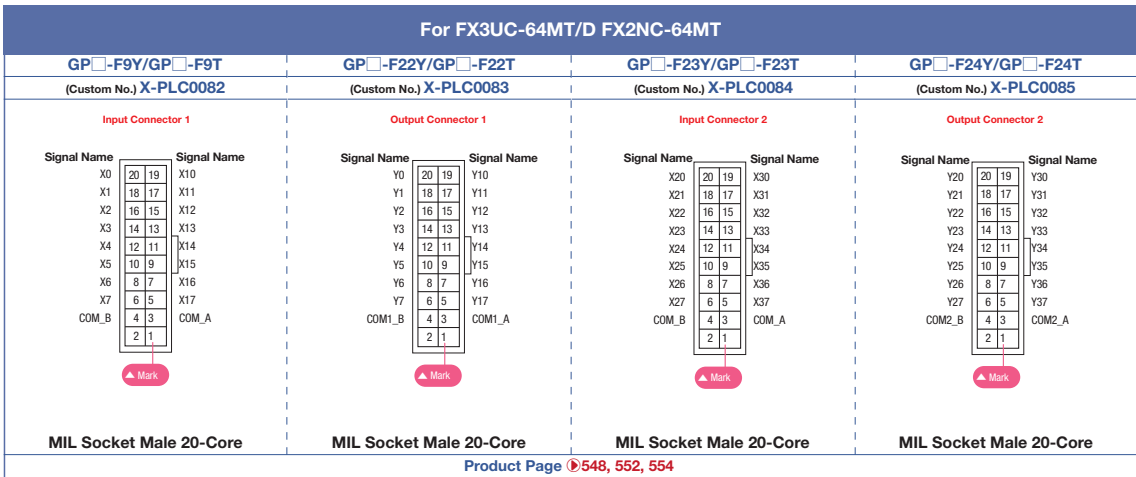 For FX3UC-64MT/D FX2NC-64MT
GP□-F9Y/GP□-F9T
(Custom No.) X-PLC0082
Input Connector 1
Signal Name Signal Name
X0 20 19 X10
X1 18 17 X11
X2 16 15 X12
X3 14 13 X13
X4 12 11 X14
X5 10 9 X15
X6 8 7 X16
X7 6 5 X17
COM_B 4 3 COM_A
2 1
▲ Mark
MIL Socket Male 20-Core
GP□-F22Y/GP□-F22T
(Custom No.) X-PLC0083
Output Connector 1
Signal Name Signal Name
Y0 20 19 Y10
Y1 18 17 Y11
Y2 16 15 Y12
Y3 14 13 Y13
Y4 12 11 Y14
Y5 10 9 Y15
Y6 8 7 Y16
Y7 6 5 Y17
COM1_B 4 3 COM1_A
2 1
▲ Mark
MIL Socket Male 20-Core
GP□-F23Y/GP□-F23T
(Custom No.) X-PLC0084
Input Connector 2
Signal Name Signal Name
X20 20 19 X30
X21 18 17 X31
X22 16 15 X32
X23 14 13 X33
X24 12 11 X34
X25 10 9 X35
X26 8 7 X36
X27 6 5 X37
COM_B 4 3 COM_A
2 1
▲ Mark
MIL Socket Male 20-Core
GP□-F24Y/GP□-F24T
(Custom No.) X-PLC0085
Output Connector 2
Signal Name Signal Name
Y20 20 19 Y30
Y21 18 17 Y31
Y22 16 15 Y32
Y23 14 13 Y33
Y24 12 11 Y34
Y25 10 9 Y35
Y26 8 7 Y36
Y27 6 5 Y37
COM2_B 4 3 COM2_A
2 1
▲ Mark
MIL Socket Male 20-Core
Product Page 548, 552, 554